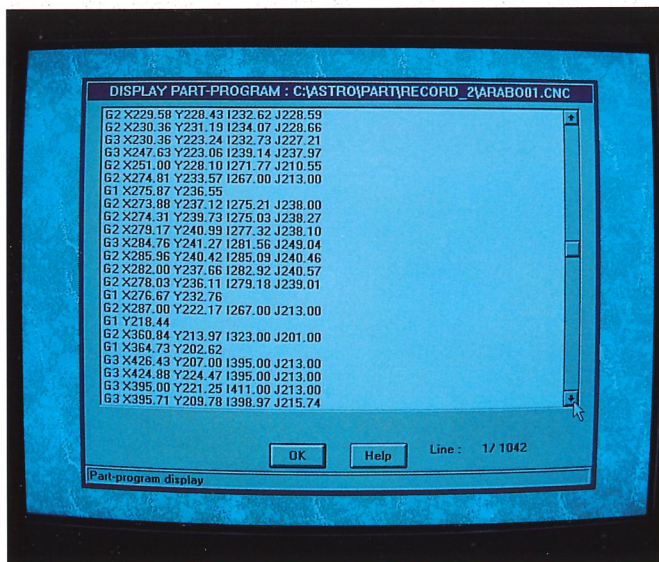 DISPLAY PART-PROGRAM : C:\ASTRO\PART\RECORD_2\ARABO01.CNC
G2 X229.58 Y228.43 I232.62 J228.59
G2 X230.36 Y231.19 I234.07 J228.66
G3 X230.36 Y223.24 I232.73 J227.21
G3 X247.63 Y223.06 I239.14 J237.97
G2 X251.00 Y228.10 I271.77 J210.55
G2 X274.81 Y233.57 I267.00 J213.00
G1 X275.87 Y236.55
G2 X273.88 Y237.12 I275.21 J238.00
G2 X274.31 Y239.73 I275.03 J238.27
G2 X279.17 Y240.99 I277.32 J238.10
G3 X284.76 Y241.27 I281.56 J249.04
G2 X285.96 Y240.42 I285.09 J240.46
G2 X282.00 Y237.66 I282.92 J240.57
G2 X278.03 Y236.11 I279.18 J239.01
G1 X276.67 Y232.76
G2 X287.00 Y222.17 I267.00 J213.00
G1 Y218.44
G2 X360.84 Y213.97 I323.00 J201.00
G1 X364.73 Y202.62
G3 X426.43 Y207.00 I395.00 J213.00
G3 X424.88 Y224.47 I395.00 J213.00
G3 X395.00 Y221.25 I411.00 J213.00
G3 X395.71 Y209.78 I398.97 J215.74
OK
Help
Line : 1/ 1042
Part-program display